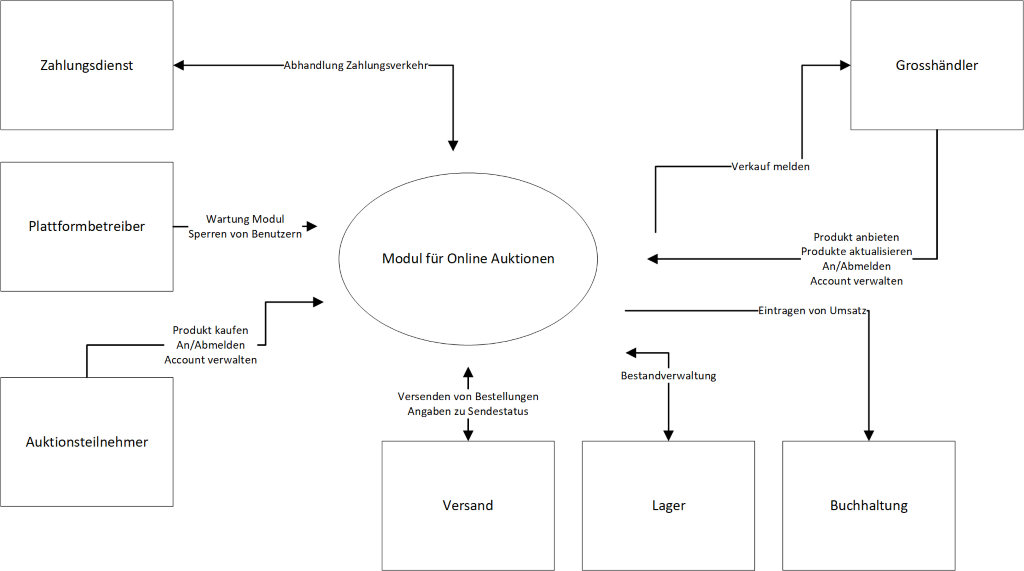 Zahlungsdienst
Abhandlung Zahlungsverkehr
Grosshändler
Verkauf melden
Plattformbetreiber
Wartung Modul
Sperren von Benutzern
Modul für Online Auktionen
Produkt anbieten
Produkte aktualisieren
An/Abmelden
Account verwalten
Eintragen von Umsatz
Produkt kaufen
An/Abmelden
Account verwalten
Bestandverwaltung
Versenden von Bestellungen
Angaben zu Sendestatus
Auktionsteilnehmer
Versand
Lager
Buchhaltung